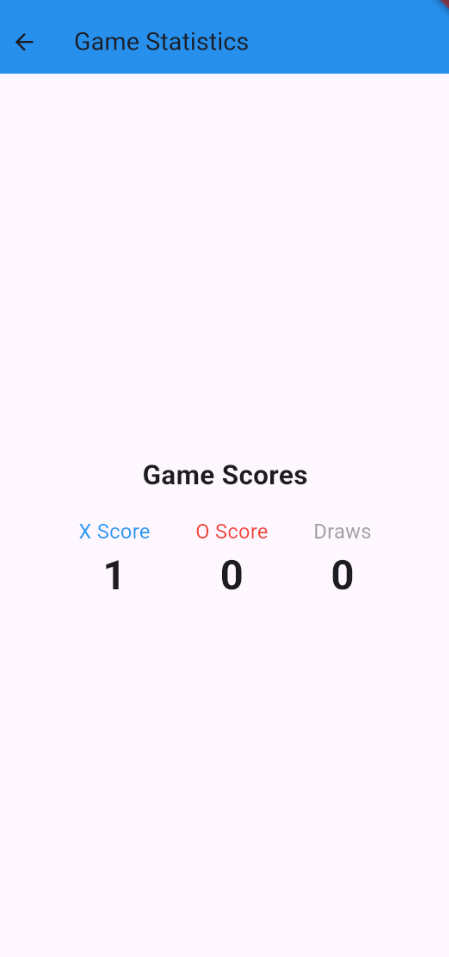 Game Statistics
Game Scores
X Score O Score Draws
1 0 0